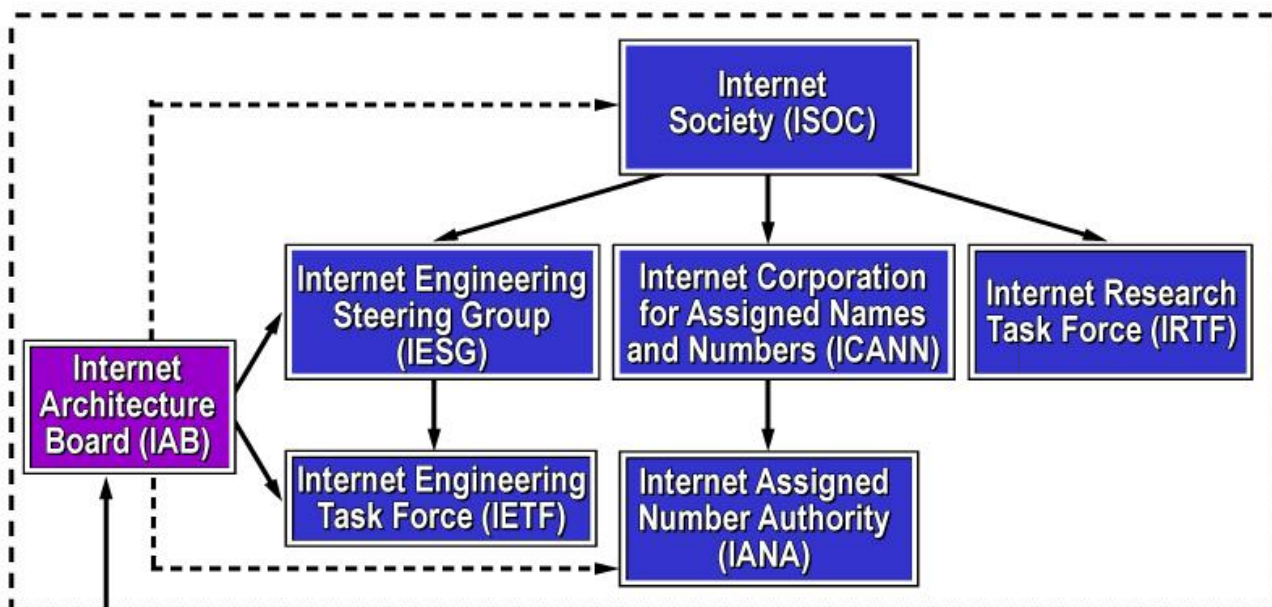 Internet
Society (ISOC)
Internet Engineering
Steering Group
(IESG)
Internet Corporation
for Assigned Names
and Numbers (ICANN)
Internet Research
Task Force (IRTF)
Internet
Architecture
Board (IAB)
Internet Engineering
Task Force (IETF)
Internet Assigned
Number Authority
(IANA)